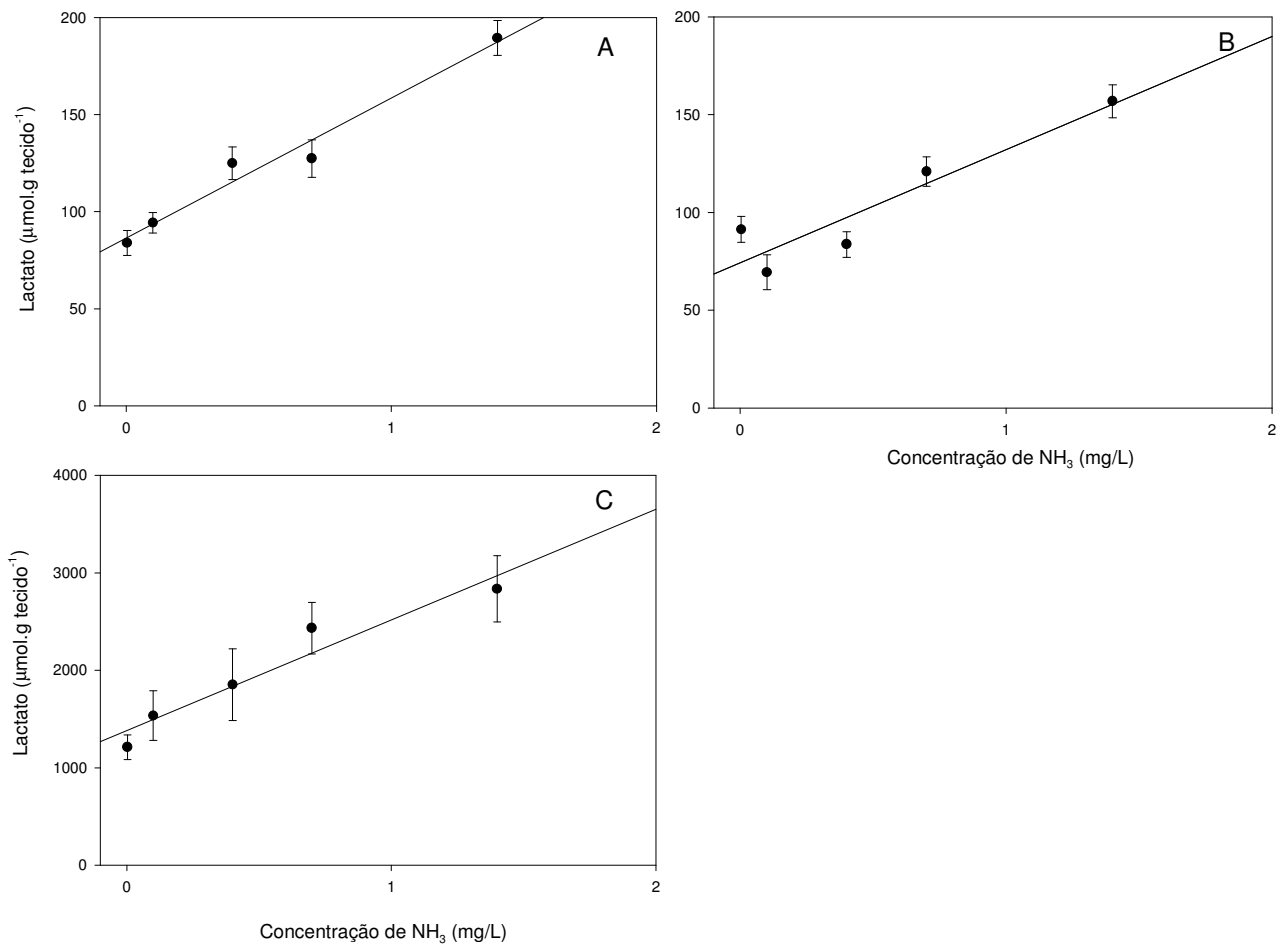 200
150
100
50
0
Lactato (μmol.g tecido⁻¹)
A
0 1 2
200
150
100
50
0
B
0 1 2
Concentração de NH₃ (mg/L)
4000
3000
2000
1000
0
Lactato (μmol.g tecido⁻¹)
C
0 1 2
Concentração de NH₃ (mg/L)